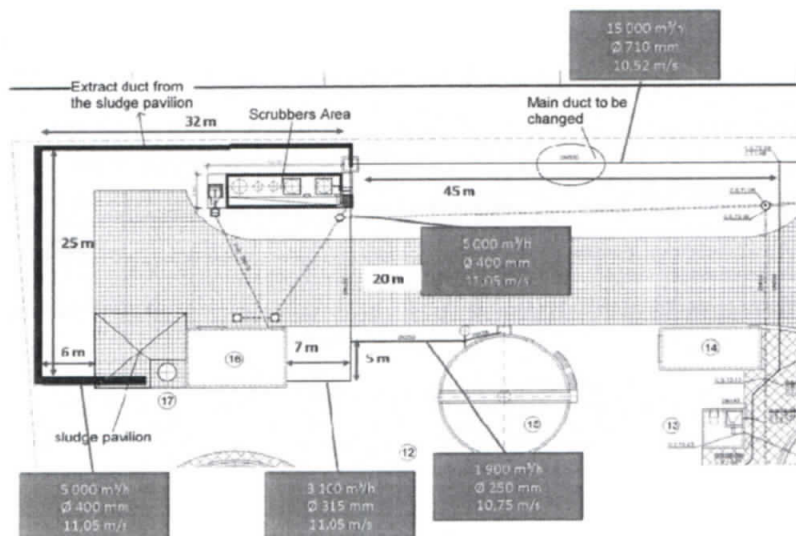 15 000 m³/h
Ø 710 mm
10,52 m/s
Extract duct from
the sludge pavilion
Scrubbers Area
Main duct to be
changed
32 m
45 m
25 m
5 000 m³/h
Ø 400 mm
11,05 m/s
20 m
6 m
7 m
5 m
16
14
17
15
13
12
sludge pavilion
5 000 m³/h
Ø 400 mm
11,05 m/s
3 100 m³/h
Ø 315 mm
11,05 m/s
1 900 m³/h
Ø 250 mm
10,75 m/s